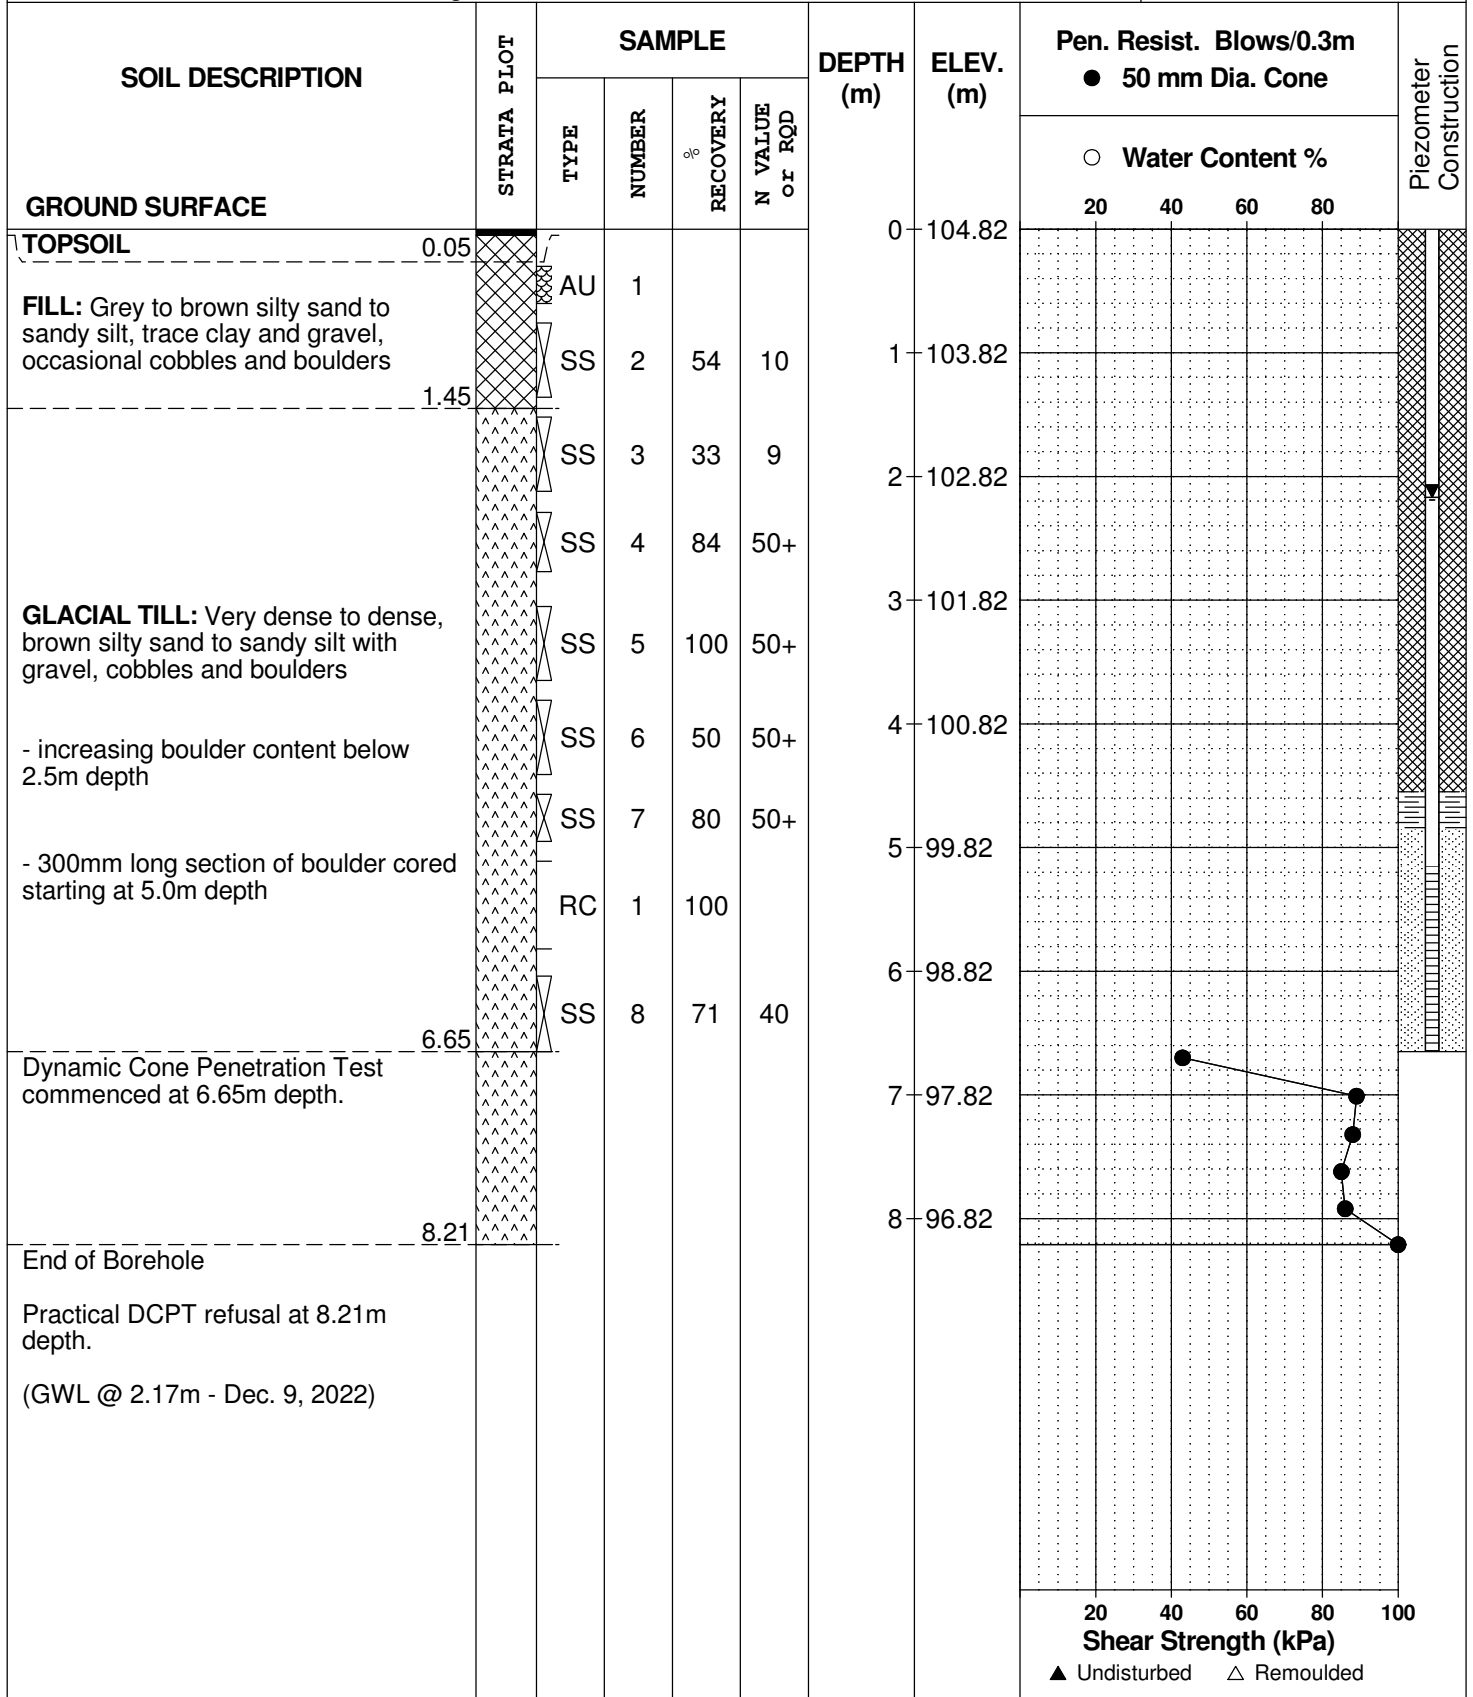 SOIL DESCRIPTION
GROUND SURFACE
STRATA PLOT
SAMPLE
TYPE
NUMBER
%
RECOVERY
N VALUE
or RQD
DEPTH
(m)
ELEV.
(m)
Pen. Resist. Blows/0.3m
● 50 mm Dia. Cone
○ Water Content %
20 40 60 80
Piezometer
Construction
0 104.82
TOPSOIL 0.05
AU 1
FILL: Grey to brown silty sand to
sandy silt, trace clay and gravel,
occasional cobbles and boulders
SS 2 54 10
1 103.82
1.45
SS 3 33 9
2 102.82
SS 4 84 50+
3 101.82
GLACIAL TILL: Very dense to dense,
brown silty sand to sandy silt with
gravel, cobbles and boulders
SS 5 100 50+
4 100.82
SS 6 50 50+
- increasing boulder content below
2.5m depth
SS 7 80 50+
5 99.82
- 300mm long section of boulder cored
starting at 5.0m depth
RC 1 100
6 98.82
SS 8 71 40
6.65
Dynamic Cone Penetration Test
commenced at 6.65m depth.
7 97.82
8 96.82
8.21
End of Borehole
Practical DCPT refusal at 8.21m
depth.
(GWL @ 2.17m - Dec. 9, 2022)
20 40 60 80 100
Shear Strength (kPa)
▲ Undisturbed △ Remoulded